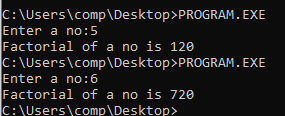 C:\Users\comp\Desktop>PROGRAM.EXE
Enter a no:5
Factorial of a no is 120
C:\Users\comp\Desktop>PROGRAM.EXE
Enter a no:6
Factorial of a no is 720
C:\Users\comp\Desktop>